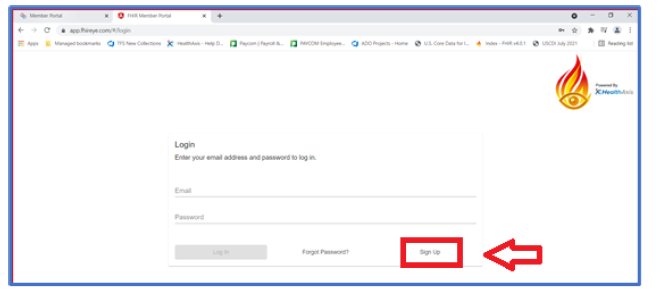 Member Portal
FHIR Member Portal
app.fhireye.com/#/login
Apps
Managed bookmarks
TFS New Collections
HealthAxis - Help D...
Paycom | Payroll &...
PAYCOM Employee...
ADO Projects - Home
U.S. Core Data for I...
Index - FHIR v4.0.1
USCDI July 2021
Reading list
Powered By
HealthAxis
Login
Enter your email address and password to log in.
Email
Password
Log in
Forgot Password?
Sign Up